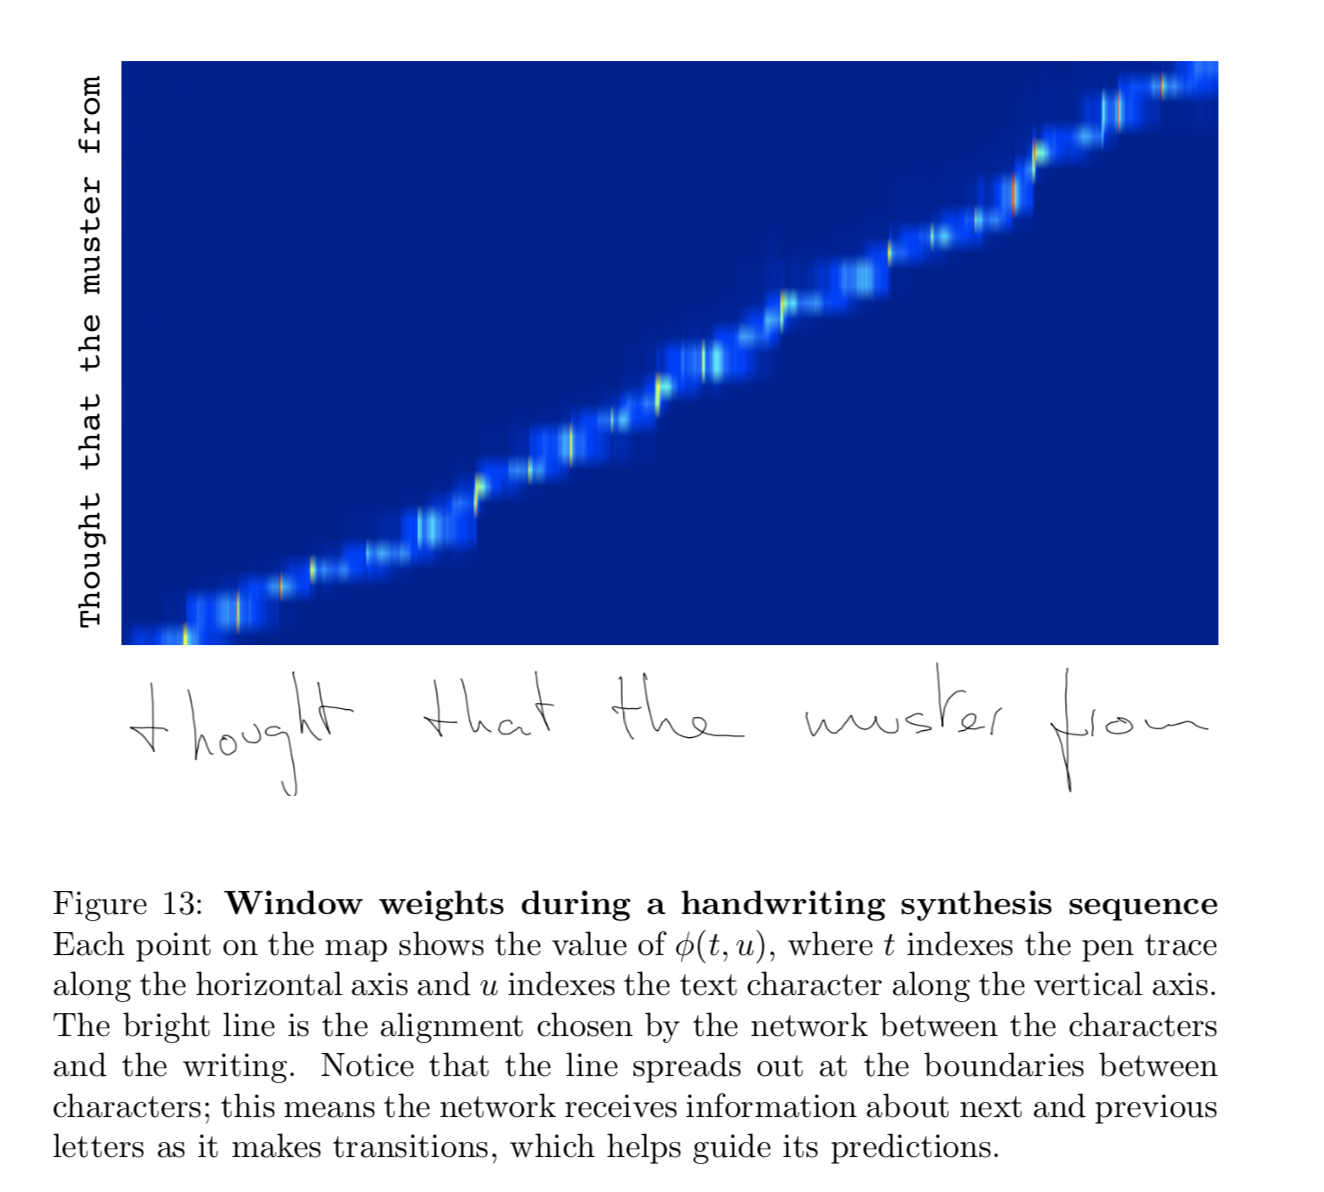 Thought that the muster from
thought that the muster from
Figure 13: Window weights during a handwriting synthesis sequence
Each point on the map shows the value of ϕ(t, u), where t indexes the pen trace
along the horizontal axis and u indexes the text character along the vertical axis.
The bright line is the alignment chosen by the network between the characters
and the writing. Notice that the line spreads out at the boundaries between
characters; this means the network receives information about next and previous
letters as it makes transitions, which helps guide its predictions.